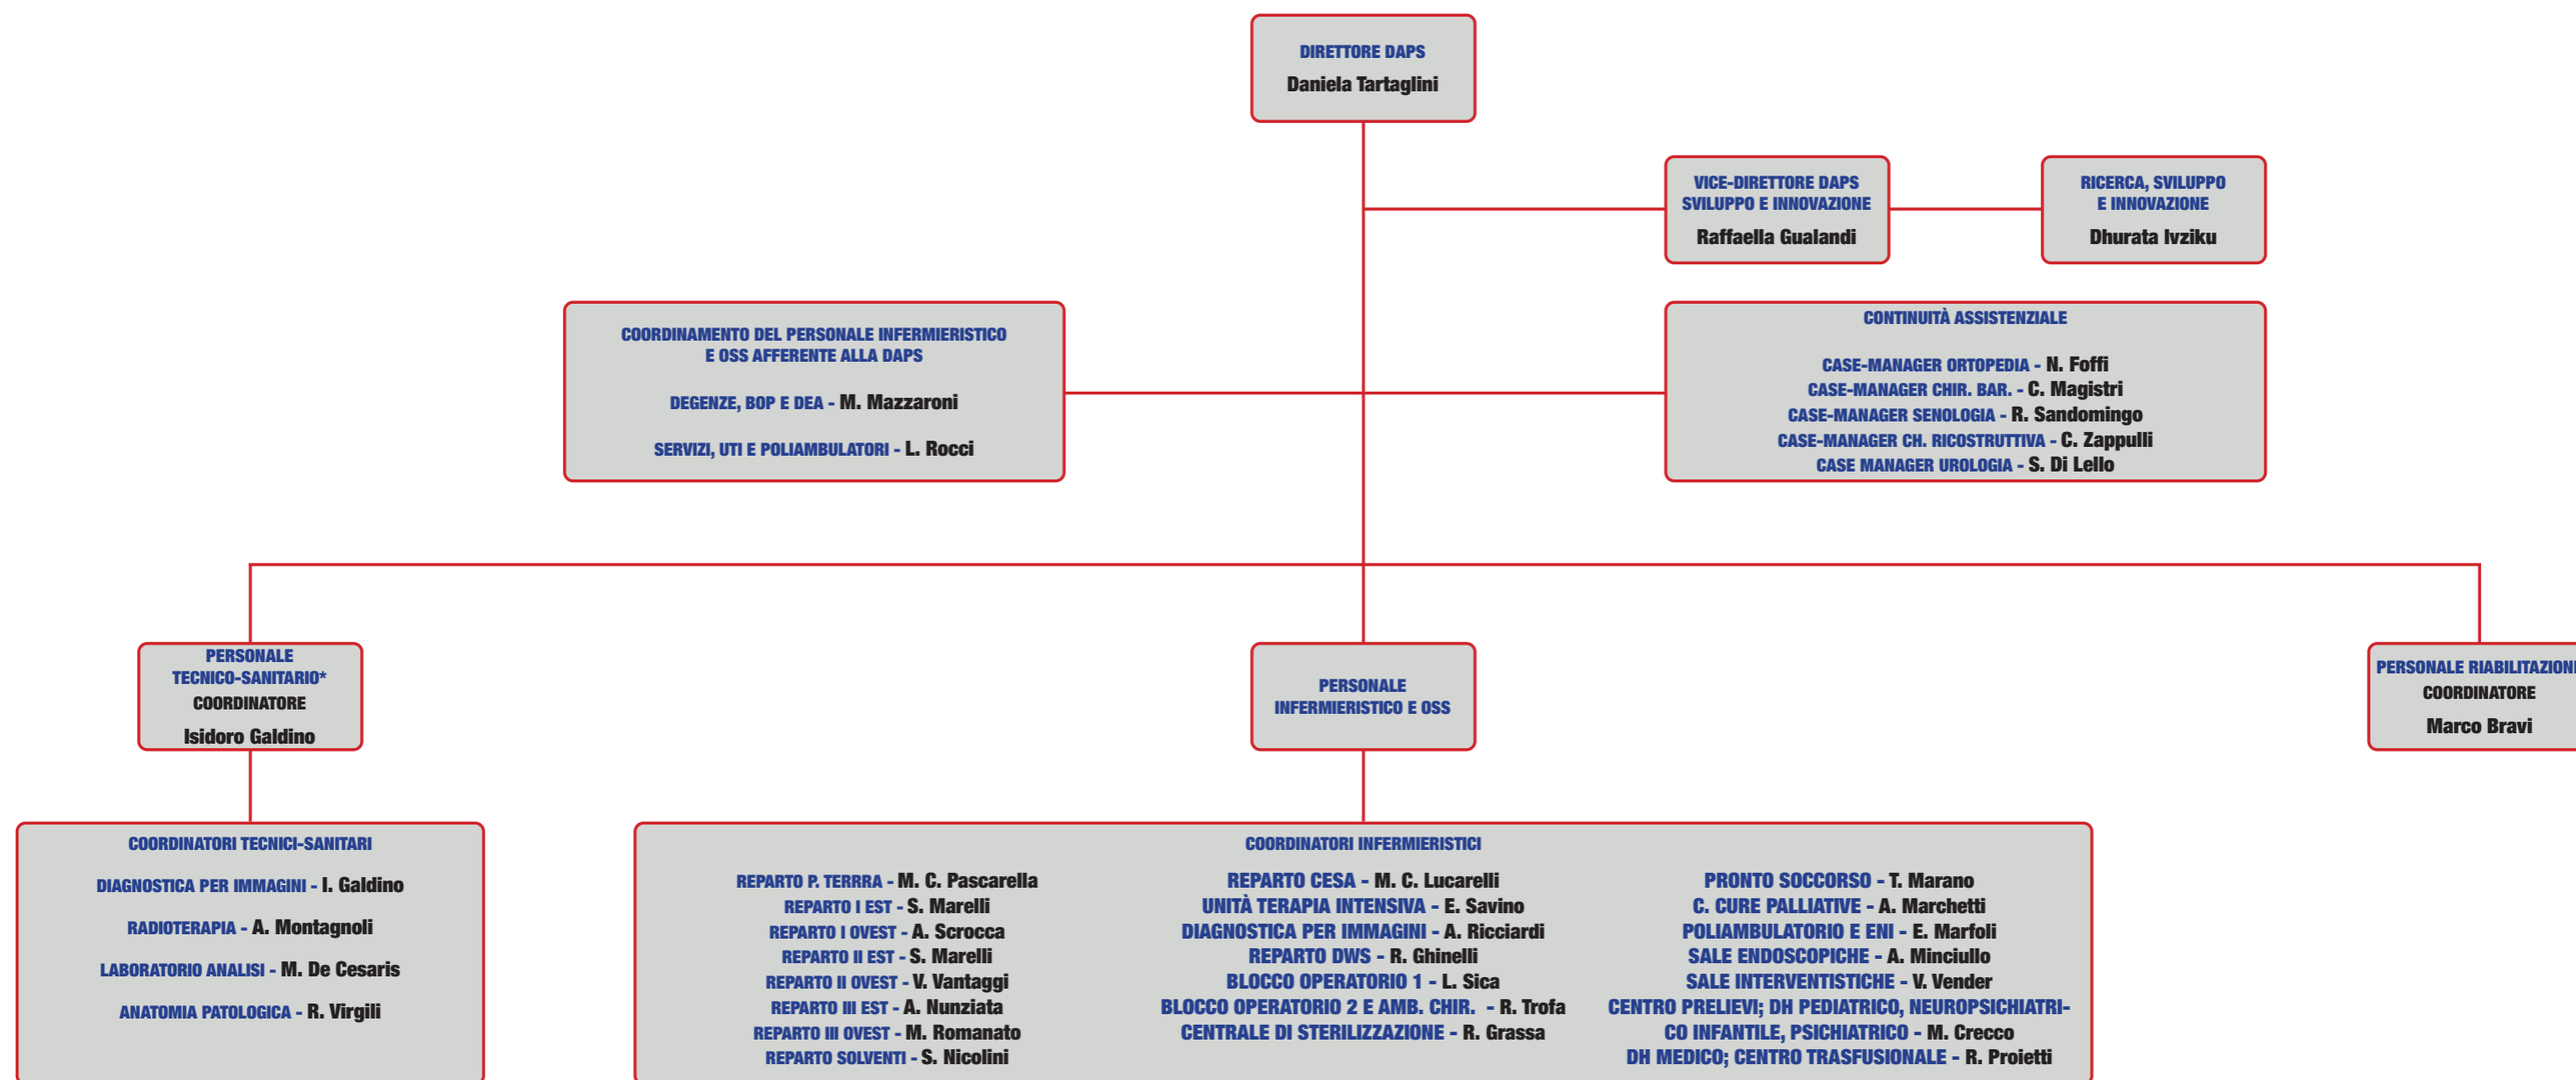 DIRETTORE DAPS
Daniela Tartaglini
VICE-DIRETTORE DAPS
SVILUPPO E INNOVAZIONE
Raffaella Gualandi
RICERCA, SVILUPPO
E INNOVAZIONE
Dhurata Ivziku
COORDINAMENTO DEL PERSONALE INFERMIERISTICO
E OSS AFFERENTE ALLA DAPS
DEGENZE, BOP E DEA - M. Mazzaroni
SERVIZI, UTI E POLIAMBULATORI - L. Rocci
CONTINUITÀ ASSISTENZIALE
CASE-MANAGER ORTOPEDIA - N. Foffi
CASE-MANAGER CHIR. BAR. - C. Magistri
CASE-MANAGER SENOLOGIA - R. Sandomingo
CASE-MANAGER CH. RICOSTRUTTIVA - C. Zappulli
CASE MANAGER UROLOGIA - S. Di Lello
PERSONALE
TECNICO-SANITARIO*
COORDINATORE
Isidoro Galdino
PERSONALE
INFERMIERISTICO E OSS
PERSONALE RIABILITAZION
COORDINATORE
Marco Bravi
COORDINATORI TECNICI-SANITARI
DIAGNOSTICA PER IMMAGINI - I. Galdino
RADIOTERAPIA - A. Montagnoli
LABORATORIO ANALISI - M. De Cesaris
ANATOMIA PATOLOGICA - R. Virgili
COORDINATORI INFERMIERISTICI
REPARTO P. TERRRA - M. C. Pascarella
REPARTO I EST - S. Marelli
REPARTO I OVEST - A. Scrocca
REPARTO II EST - S. Marelli
REPARTO II OVEST - V. Vantaggi
REPARTO III EST - A. Nunziata
REPARTO III OVEST - M. Romanato
REPARTO SOLVENTI - S. Nicolini
REPARTO CESA - M. C. Lucarelli
UNITÀ TERAPIA INTENSIVA - E. Savino
DIAGNOSTICA PER IMMAGINI - A. Ricciardi
REPARTO DWS - R. Ghinelli
BLOCCO OPERATORIO 1 - L. Sica
BLOCCO OPERATORIO 2 E AMB. CHIR. - R. Trofa
CENTRALE DI STERILIZZAZIONE - R. Grassa
PRONTO SOCCORSO - T. Marano
C. CURE PALLIATIVE - A. Marchetti
POLIAMBULATORIO E ENI - E. Marfoli
SALE ENDOSCOPICHE - A. Minciullo
SALE INTERVENTISTICHE - V. Vender
CENTRO PRELIEVI; DH PEDIATRICO, NEUROPSICHIATRI-
CO INFANTILE, PSICHIATRICO - M. Crecco
DH MEDICO; CENTRO TRASFUSIONALE - R. Proietti